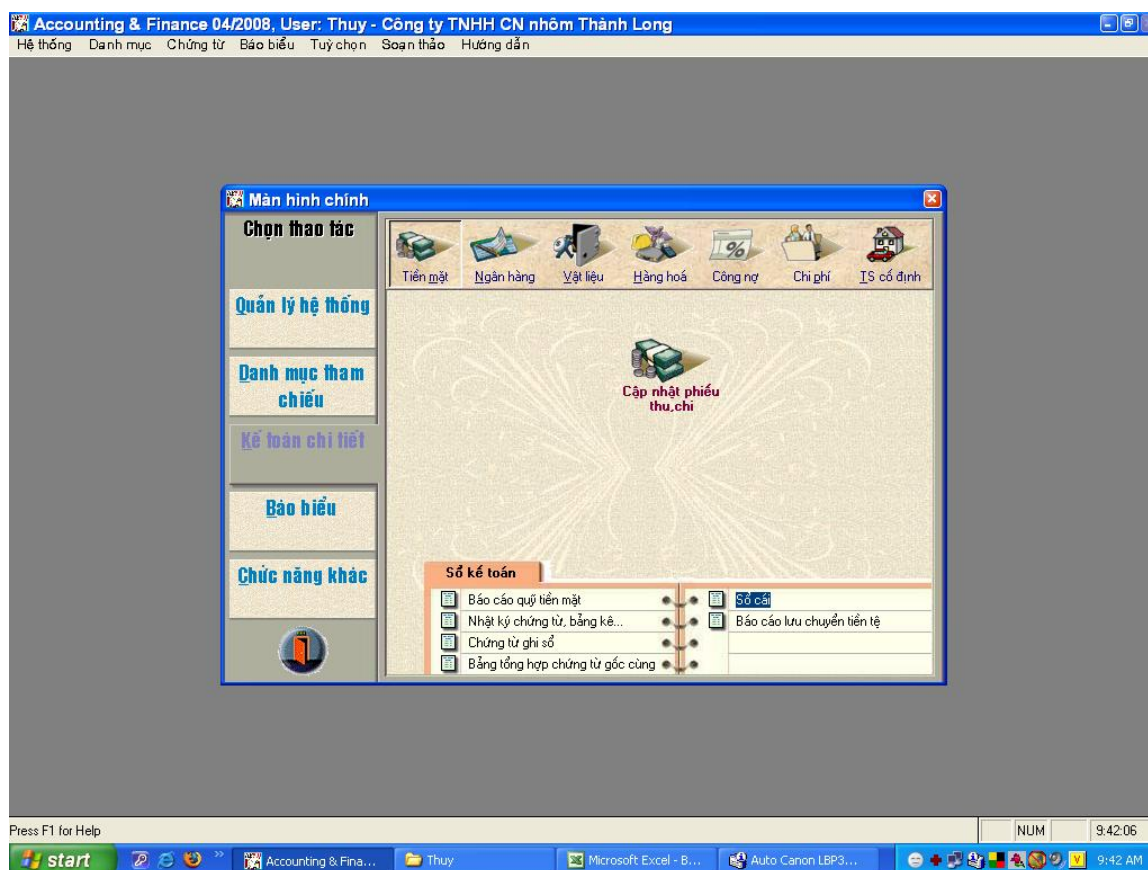 Accounting & Finance 04/2008, User: Thuy - Công ty TNHH CN nhôm Thành Long
Hệ thống Danh mục Chứng từ Báo biểu Tuỳ chọn Soạn thảo Hướng dẫn
Màn hình chính
Chọn thao tác
Tiền mặt Ngân hàng Vật liệu Hàng hoá Công nợ Chi phí TS cố định
Quản lý hệ thống
Danh mục tham
chiếu
Kế toán chi tiết
Báo biểu
Chức năng khác
Cập nhật phiếu
thu,chi
Sổ kế toán
Báo cáo quỹ tiền mặt
Nhật ký chứng từ, bảng kê...
Chứng từ ghi sổ
Bảng tổng hợp chứng từ gốc cùng
Sổ cái
Báo cáo lưu chuyển tiền tệ
Press F1 for Help NUM 9:42:06
start Accounting & Fina... Thuy Microsoft Excel - B... Auto Canon LBP3... V 9:42 AM